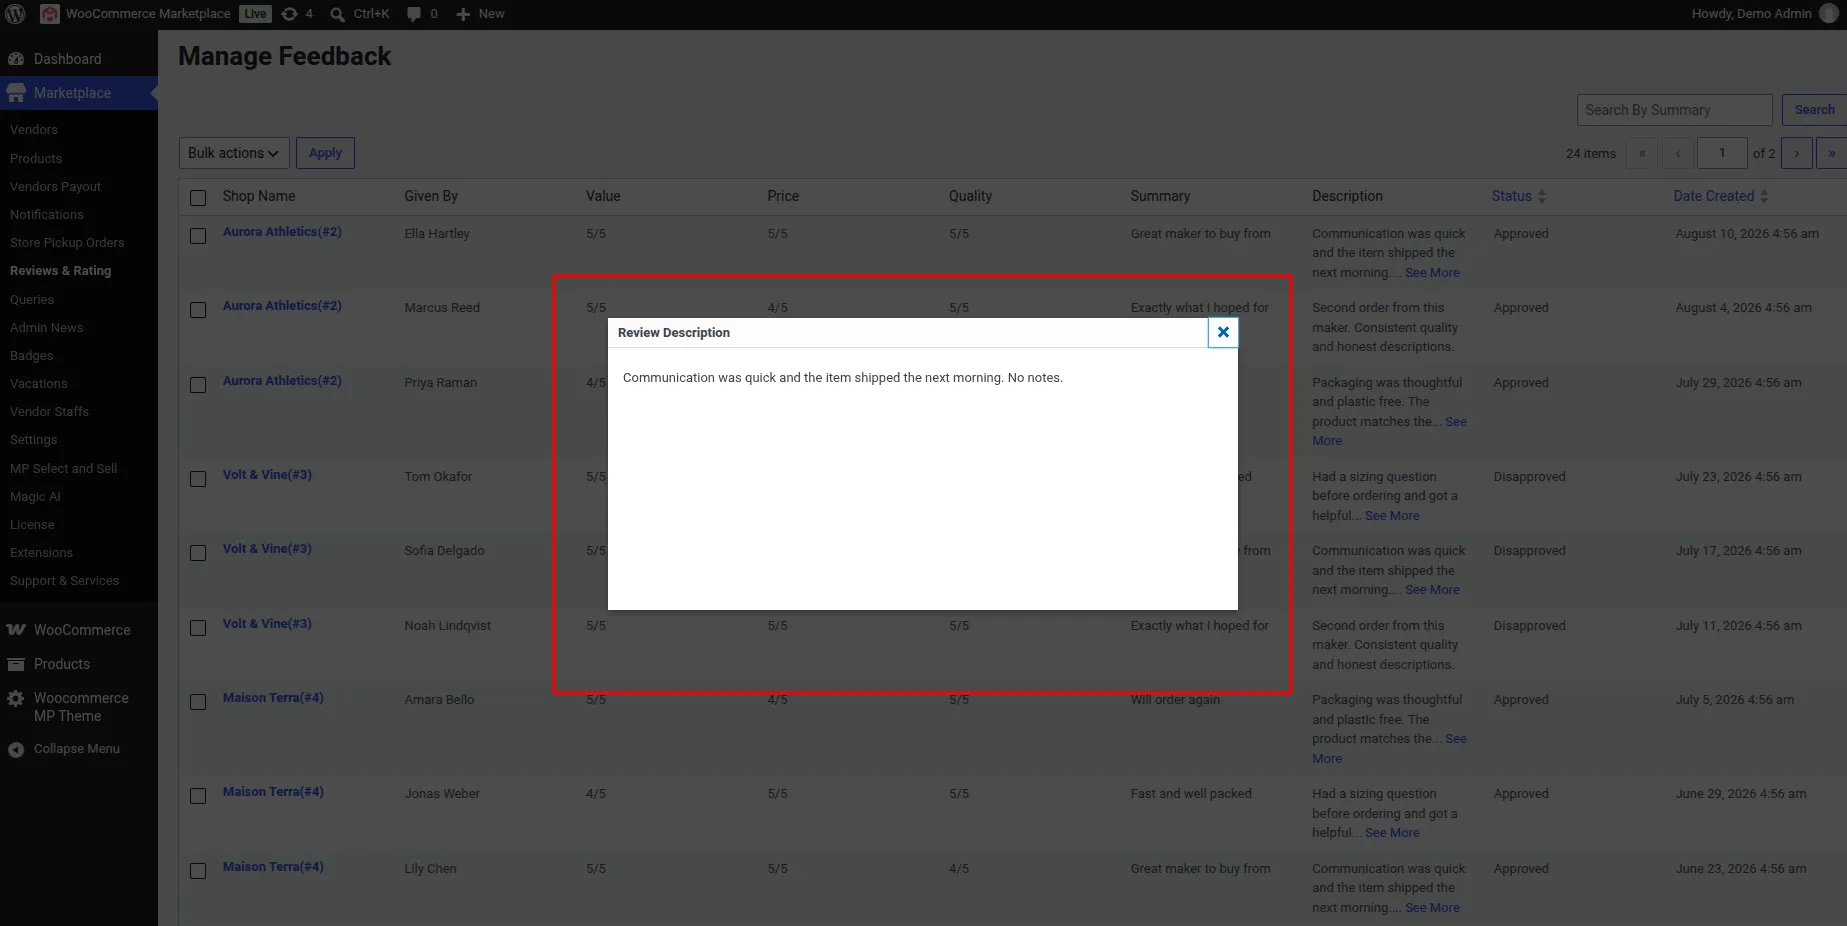 WooCommerce Marketplace Live 4 Ctrl+K 0 New Howdy, Demo Admin
Dashboard
Marketplace
Vendors
Products
Vendors Payout
Notifications
Store Pickup Orders
Reviews & Rating
Queries
Admin News
Badges
Vacations
Vendor Staffs
Settings
MP Select and Sell
Magic AI
License
Extensions
Support & Services
WooCommerce
Products
Woocommerce
MP Theme
Collapse Menu
Manage Feedback
Search By Summary Search
Bulk actions Apply 24 items « ‹ 1 of 2 › »
Shop Name Given By Value Price Quality Summary Description Status Date Created
Aurora Athletics(#2) Ella Hartley 5/5 5/5 5/5 Great maker to buy from Communication was quick Approved August 10, 2026 4:56 am
and the item shipped the
next morning.... See More
Aurora Athletics(#2) Marcus Reed 5/5 4/5 5/5 Exactly what I hoped for Second order from this Approved August 4, 2026 4:56 am
maker. Consistent quality
and honest descriptions.
Review Description
Communication was quick and the item shipped the next morning. No notes.
Aurora Athletics(#2) Priya Raman 4/5 Packaging was thoughtful Approved July 29, 2026 4:56 am
and plastic free. The
product matches the... See
More
Volt & Vine(#3) Tom Okafor 5/5 ed Had a sizing question Disapproved July 23, 2026 4:56 am
before ordering and got a
helpful... See More
Volt & Vine(#3) Sofia Delgado 5/5 from Communication was quick Disapproved July 17, 2026 4:56 am
and the item shipped the
next morning.... See More
Volt & Vine(#3) Noah Lindqvist 5/5 5/5 5/5 Exactly what I hoped for Second order from this Disapproved July 11, 2026 4:56 am
maker. Consistent quality
and honest descriptions.
Maison Terra(#4) Amara Bello 5/5 4/5 5/5 Will order again Packaging was thoughtful Approved July 5, 2026 4:56 am
and plastic free. The
product matches the... See
More
Maison Terra(#4) Jonas Weber 4/5 5/5 5/5 Fast and well packed Had a sizing question Approved June 29, 2026 4:56 am
before ordering and got a
helpful... See More
Maison Terra(#4) Lily Chen 5/5 5/5 4/5 Great maker to buy from Communication was quick Approved June 23, 2026 4:56 am
and the item shipped the
next morning.... See More